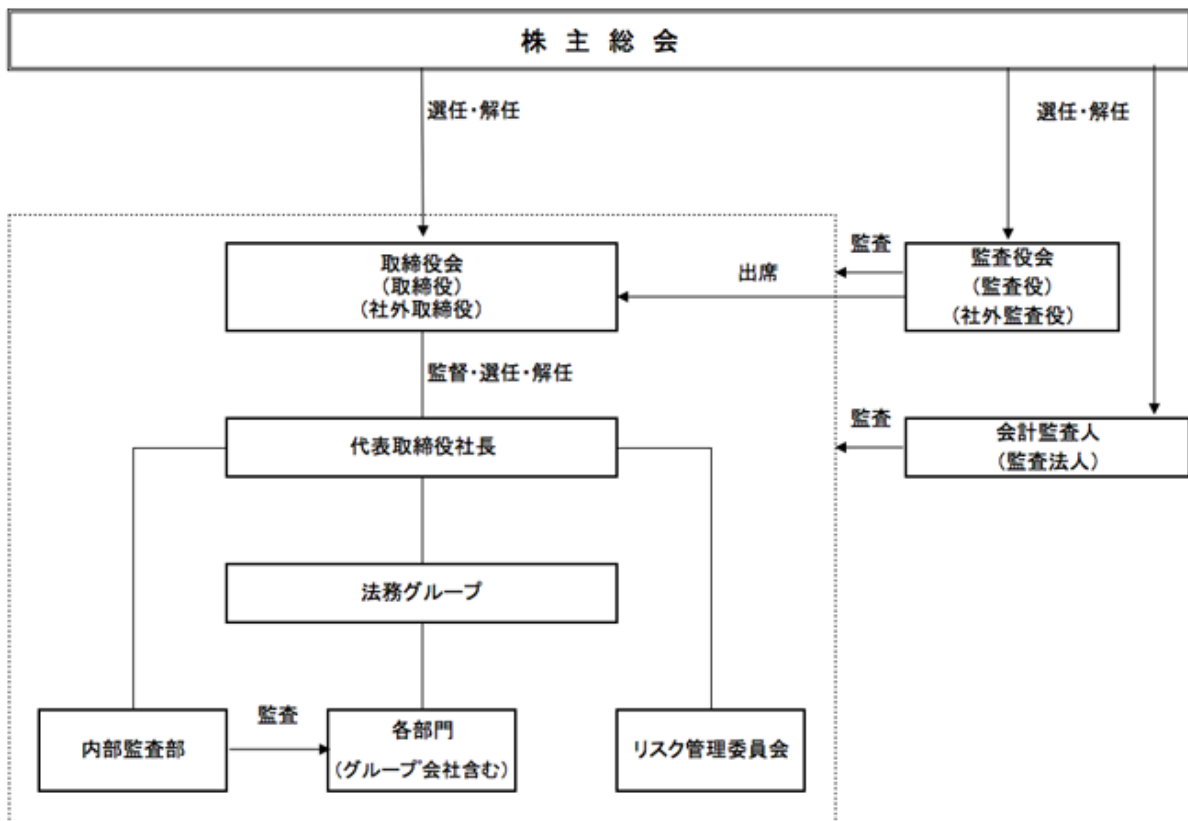 株 主 総 会
選任・解任
選任・解任
取締役会
(取締役)
(社外取締役)
出席
監査
監査役会
(監査役)
(社外監査役)
監督・選任・解任
代表取締役社長
監査
会計監査人
(監査法人)
法務グループ
内部監査部
監査
各部門
(グループ会社含む)
リスク管理委員会